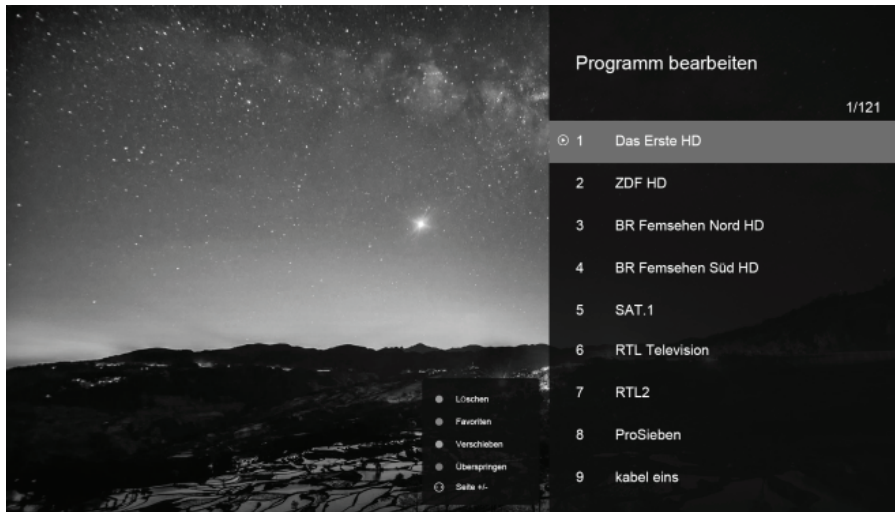 Programm bearbeiten
1/121
1 Das Erste HD
2 ZDF HD
3 BR Femsehen Nord HD
4 BR Femsehen Süd HD
5 SAT.1
6 RTL Television
7 RTL2
8 ProSieben
9 kabel eins
Löschen
Favoriten
Verschieben
Überspringen
Seite +/-